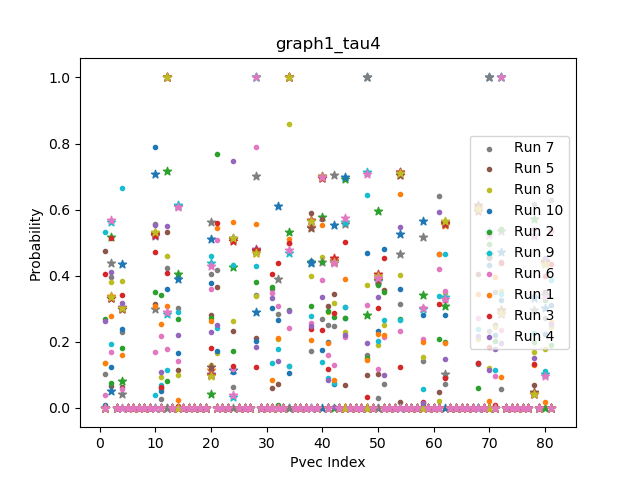 graph1_tau4
Probability
1.0
0.8
0.6
0.4
0.2
0.0
Run 7
Run 5
Run 8
Run 10
Run 2
Run 9
Run 6
Run 1
Run 3
Run 4
0 10 20 30 40 50 60 70 80
Pvec Index